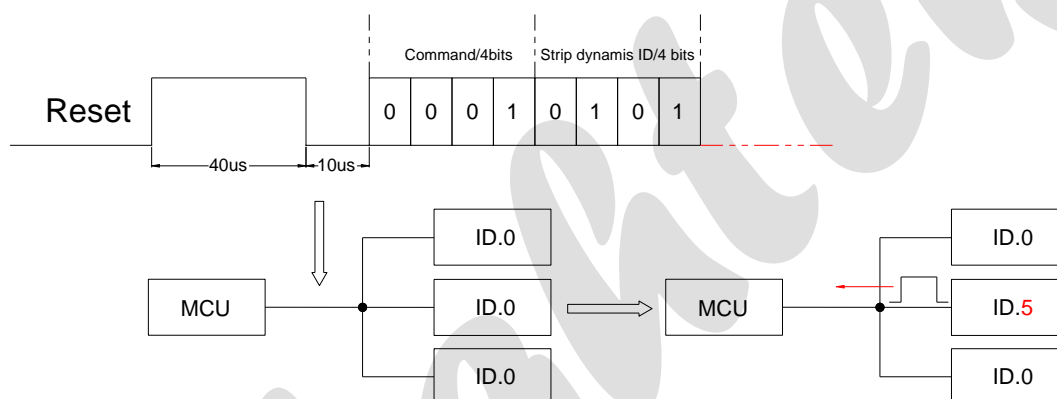 Command/4bits Strip dynamis ID/4 bits
Reset 0 0 0 1 0 1 0 1
40us 10us
ID.0 ID.0
MCU ID.0 MCU ID.5
ID.0 ID.0